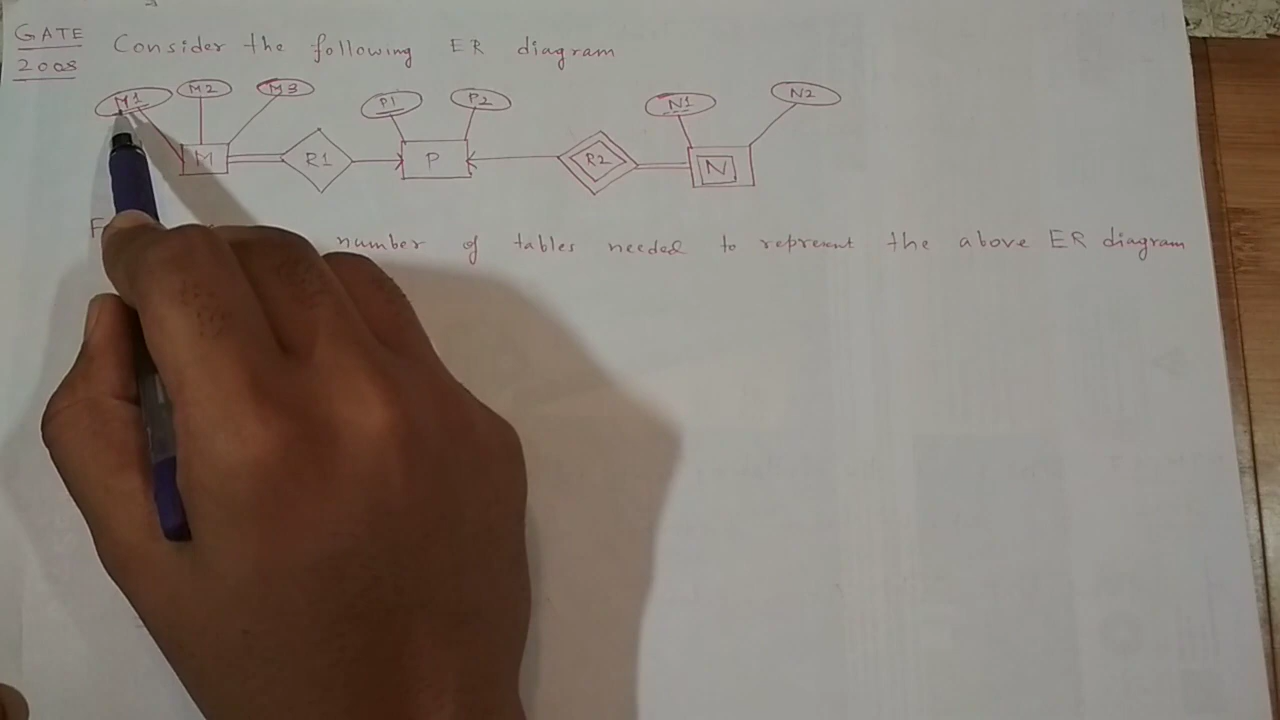 GATE
2008
Consider the following ER diagram
M1 M2 M3 P1 P2 N1 N2
M R1 P R2 N
number of tables needed to represent the above ER diagram